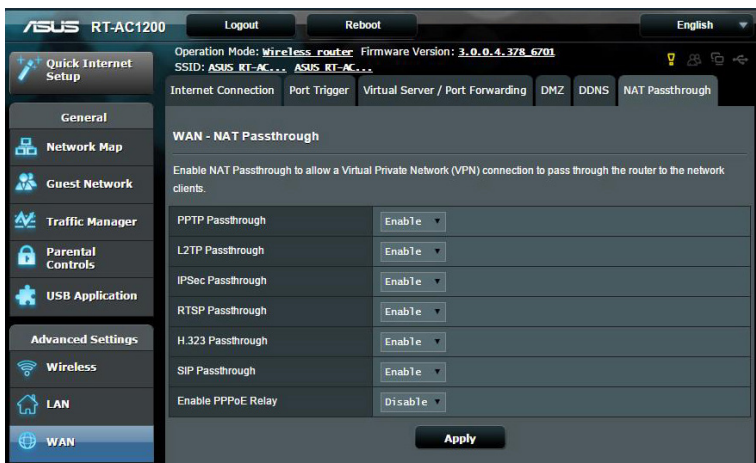 ASUS RT-AC1200
Logout
Reboot
English
Quick Internet
Setup
Operation Mode: Wireless router Firmware Version: 3.0.0.4.378_6701
SSID: ASUS RT-AC... ASUS RT-AC...
Internet Connection
Port Trigger
Virtual Server / Port Forwarding
DMZ
DDNS
NAT Passthrough
General
Network Map
Guest Network
Traffic Manager
Parental
Controls
USB Application
Advanced Settings
Wireless
LAN
WAN
WAN - NAT Passthrough
Enable NAT Passthrough to allow a Virtual Private Network (VPN) connection to pass through the router to the network
clients.
PPTP Passthrough Enable
L2TP Passthrough Enable
IPSec Passthrough Enable
RTSP Passthrough Enable
H.323 Passthrough Enable
SIP Passthrough Enable
Enable PPPoE Relay Disable
Apply